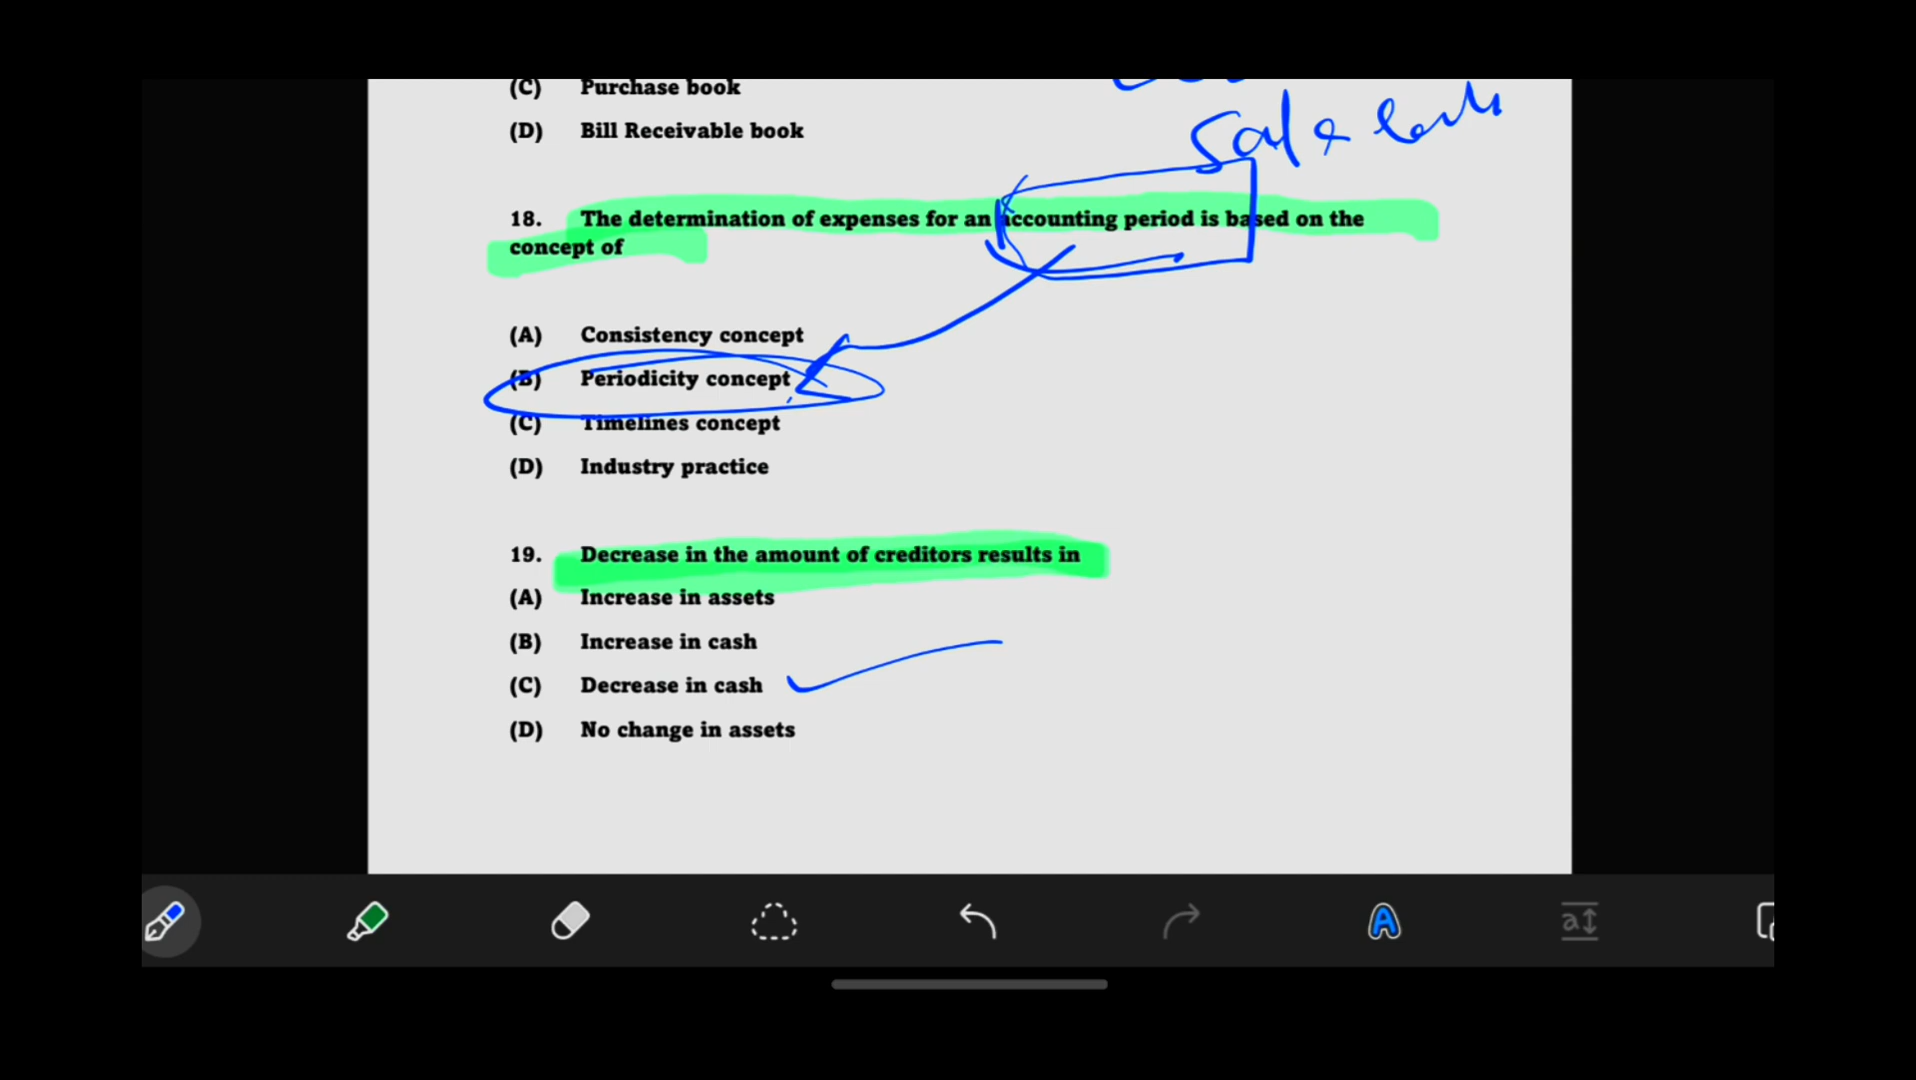 (C) Purchase book
(D) Bill Receivable book
Sales
18. The determination of expenses for an accounting period is based on the
concept of
(A) Consistency concept
(B) Periodicity concept
(C) Timelines concept
(D) Industry practice
19. Decrease in the amount of creditors results in
(A) Increase in assets
(B) Increase in cash
(C) Decrease in cash
(D) No change in assets
A
a